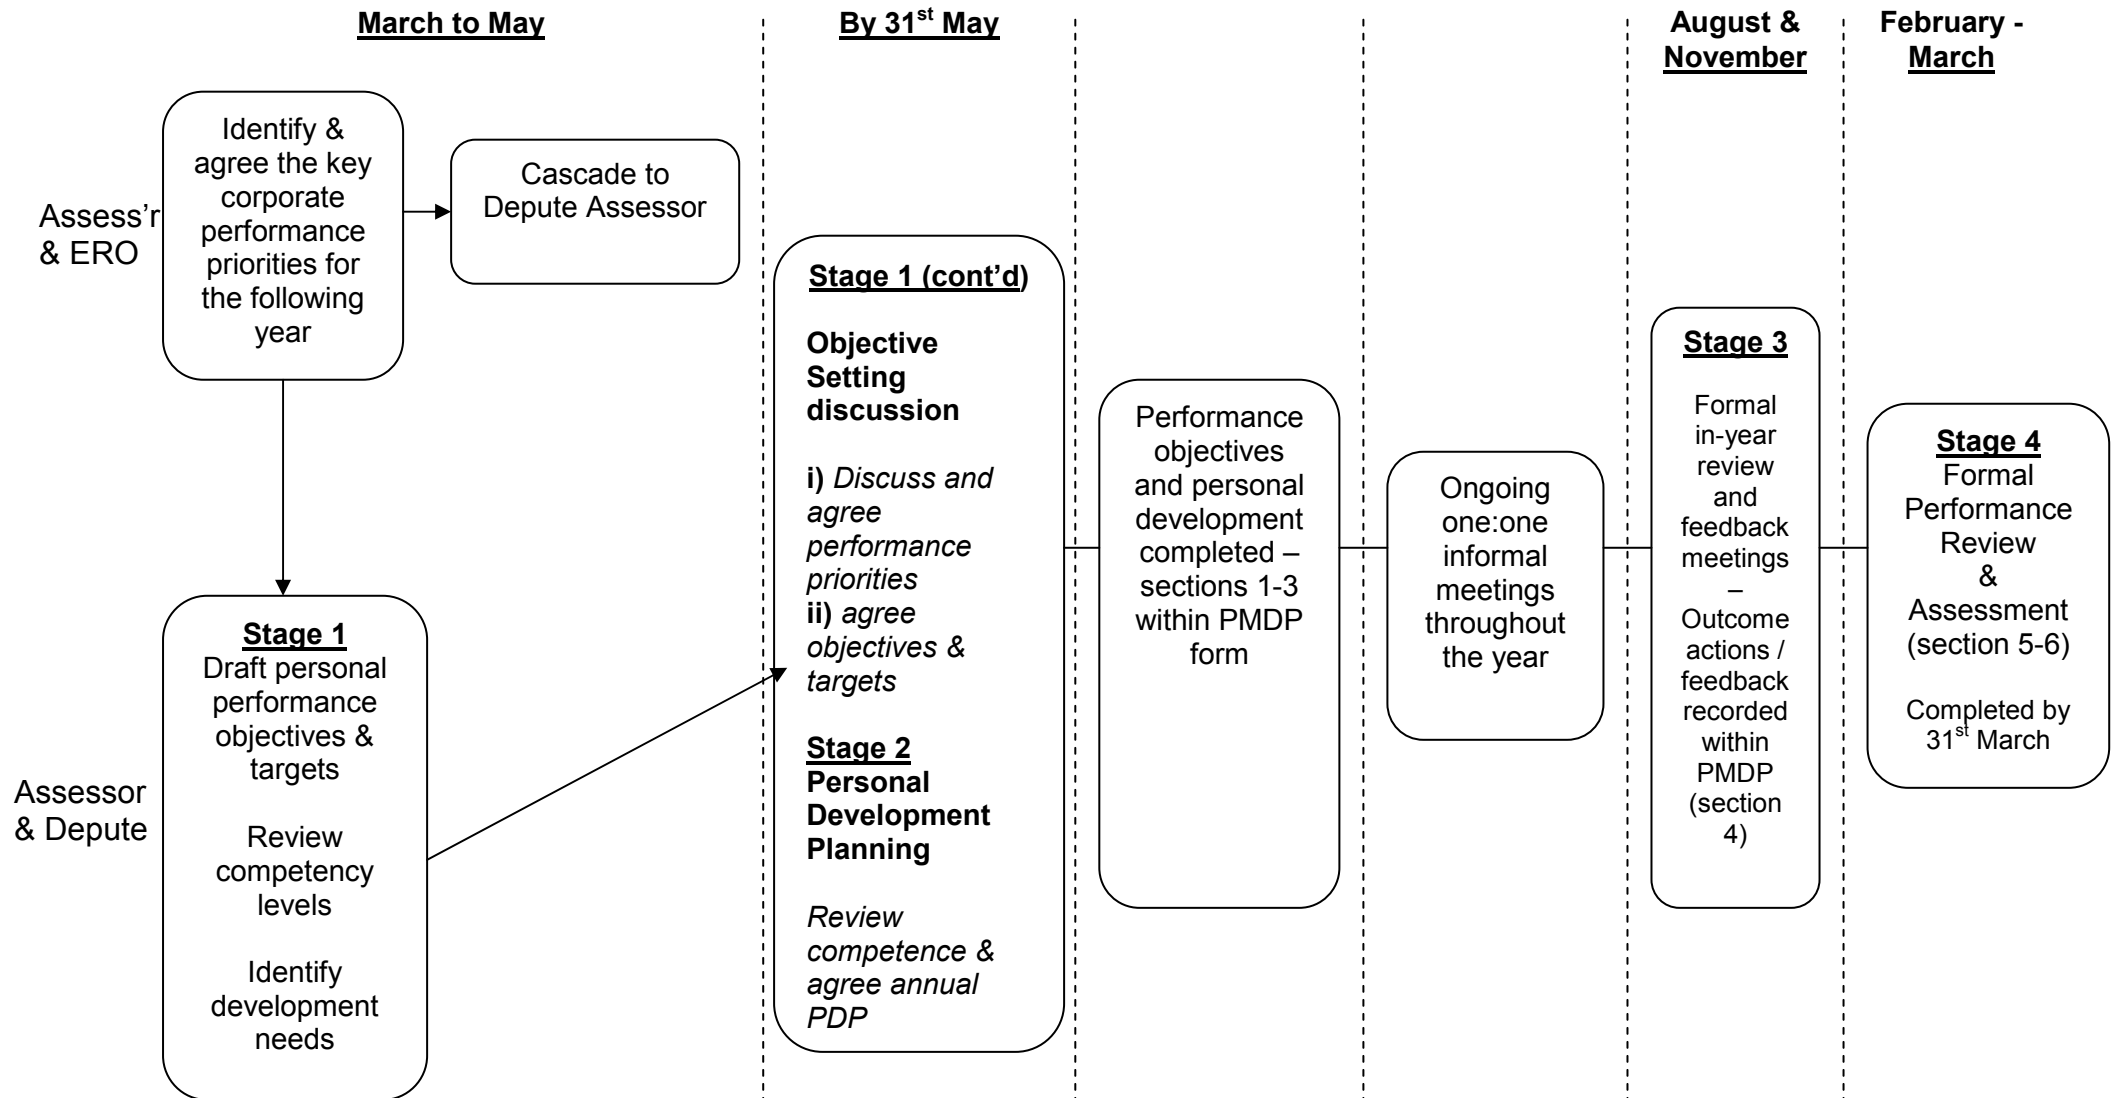 March to May
By 31st May
August &
November
February -
March
Assess’r
& ERO
Identify &
agree the key
corporate
performance
priorities for
the following
year
Cascade to
Depute Assessor
Assessor
& Depute
Stage 1
Draft personal
performance
objectives &
targets
Review
competency
levels
Identify
development
needs
Stage 1 (cont’d)
Objective
Setting
discussion
i) Discuss and
agree
performance
priorities
ii) agree
objectives &
targets
Stage 2
Personal
Development
Planning
Review
competence &
agree annual
PDP
Performance
objectives
and personal
development
completed –
sections 1-3
within PMDP
form
Ongoing
one:one
informal
meetings
throughout
the year
Stage 3
Formal
in-year
review
and
feedback
meetings
–
Outcome
actions /
feedback
recorded
within
PMDP
(section
4)
Stage 4
Formal
Performance
Review
&
Assessment
(section 5-6)
Completed by
31st March